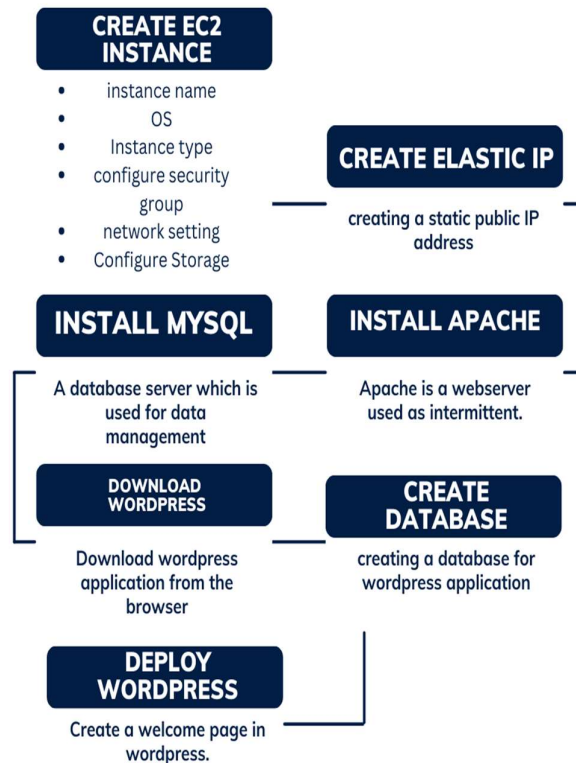 CREATE EC2
INSTANCE
• instance name
• OS
• Instance type
• configure security
group
• network setting
• Configure Storage
CREATE ELASTIC IP
creating a static public IP
address
INSTALL MYSQL
A database server which is
used for data
management
INSTALL APACHE
Apache is a webserver
used as intermittent.
DOWNLOAD
WORDPRESS
Download wordpress
application from the
browser
CREATE
DATABASE
creating a database for
wordpress application
DEPLOY
WORDPRESS
Create a welcome page in
wordpress.